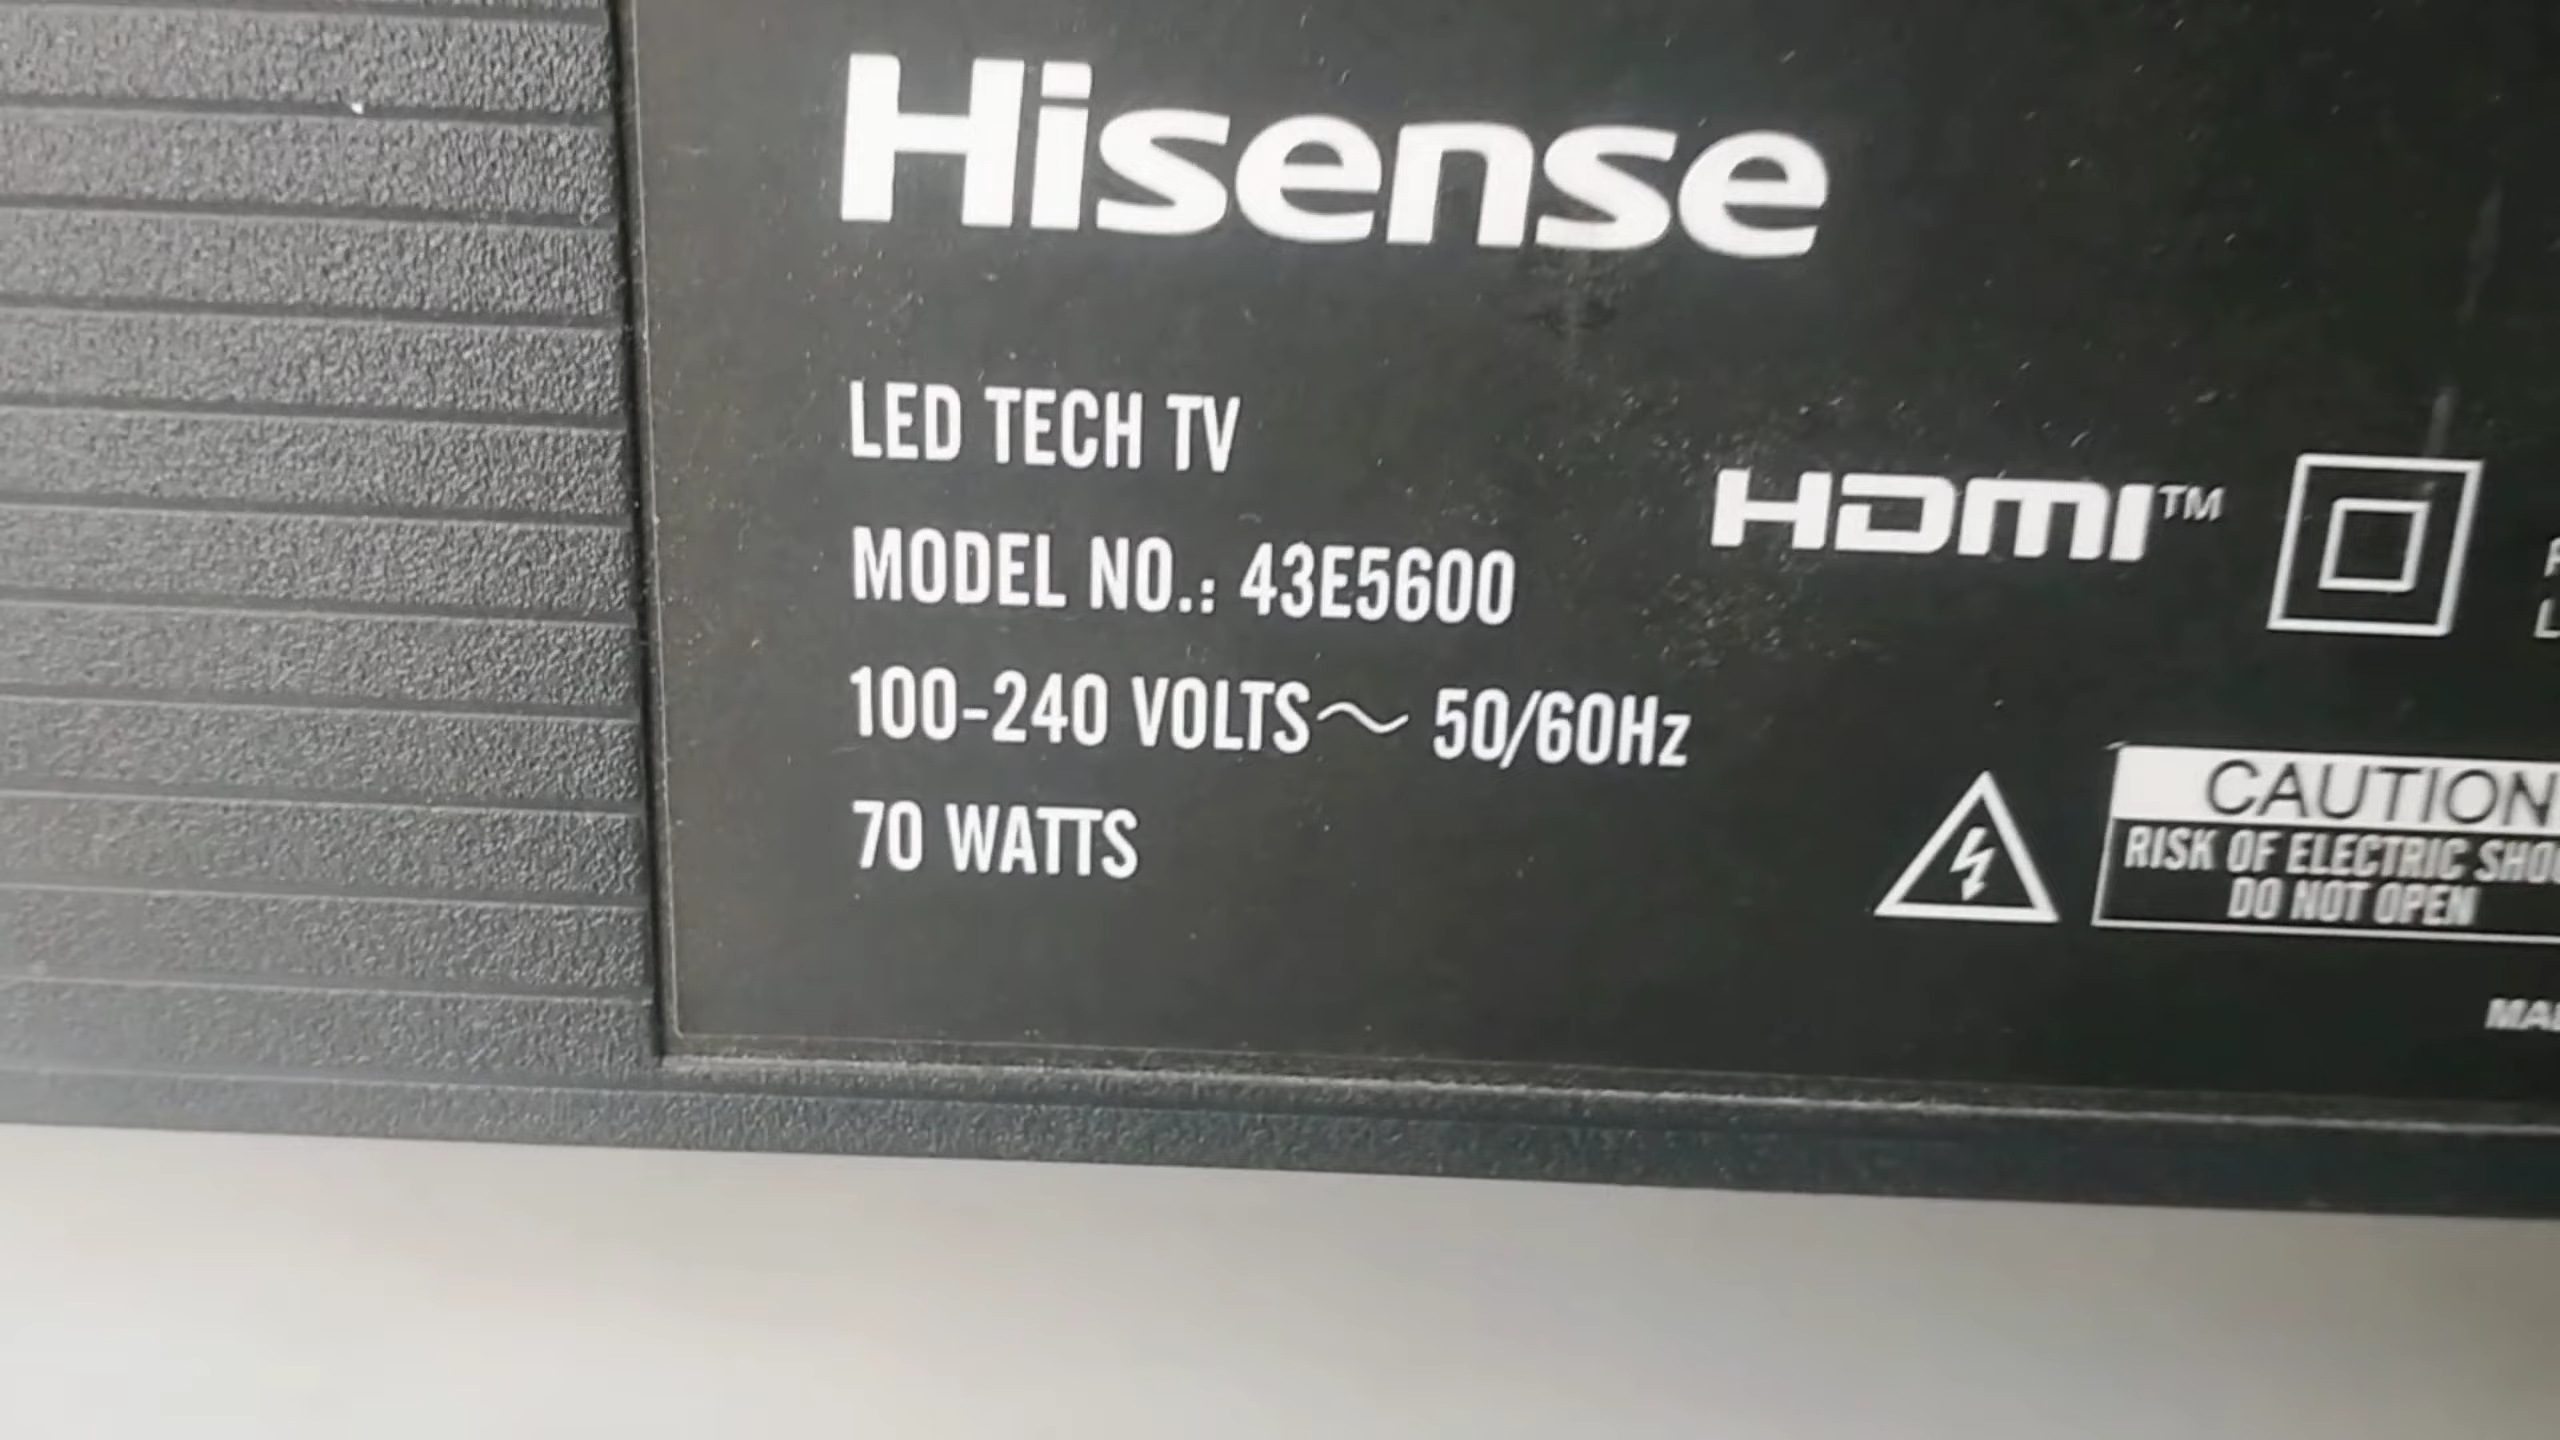 Hisense
LED TECH TV
MODEL NO.: 43E5600
100-240 VOLTS～ 50/60Hz
70 WATTS
HDMI™
CAUTION
RISK OF ELECTRIC
DO NOT OPEN